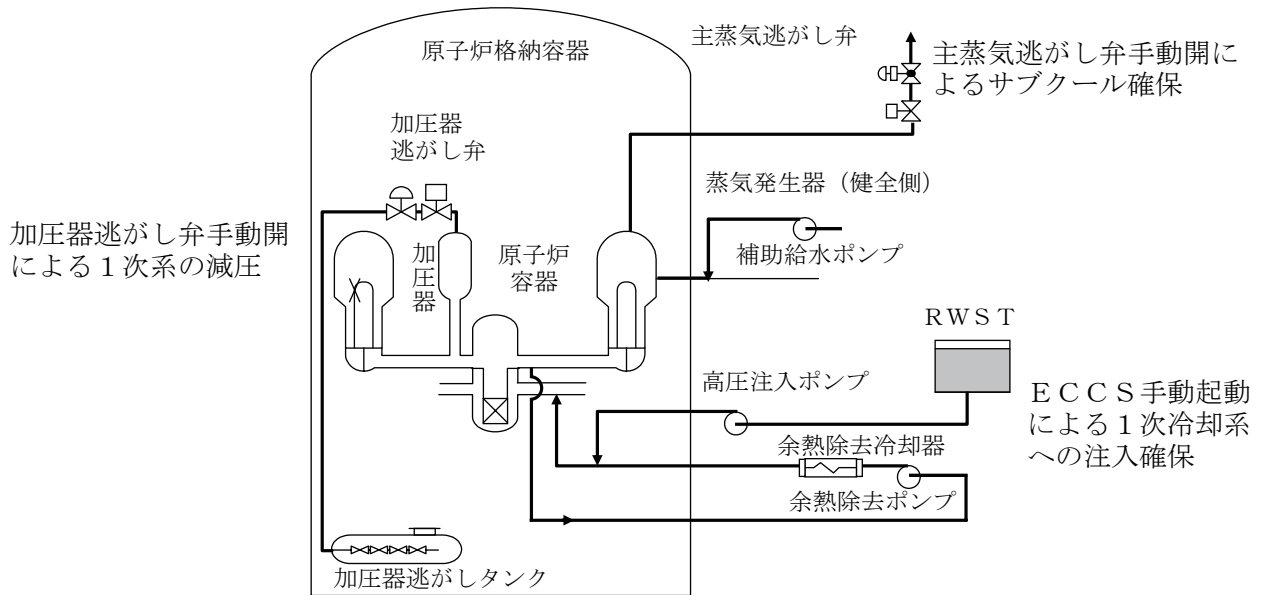 原子炉格納容器
主蒸気逃がし弁
主蒸気逃がし弁手動開に
よるサブクール確保
加圧器
逃がし弁
蒸気発生器（健全側）
加圧器逃がし弁手動開
による１次系の減圧
加圧器
原子炉
容器
補助給水ポンプ
ＲＷＳＴ
高圧注入ポンプ
ＥＣＣＳ手動起動
による１次冷却系
への注入確保
余熱除去冷却器
余熱除去ポンプ
加圧器逃がしタンク